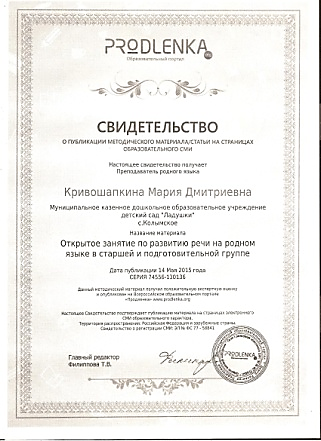 PRODLENKA
Образовательный портал
СВИДЕТЕЛЬСТВО
О ПУБЛИКАЦИИ МЕТОДИЧЕСКОГО МАТЕРИАЛА/СТАТЬИ НА СТРАНИЦАХ
ОБРАЗОВАТЕЛЬНОГО СМИ
Настоящее свидетельство получает
Преподаватель родного языка
Кривошапкина Мария Дмитриевна
Муниципальное казенное дошкольное образовательное учреждение
детский сад "Ладушки"
с.Колымское
Название материала
Открытое занятие по развитию речи на родном
языке в старшей и подготовительной группе
Дата публикации 14 Мая 2015 года
СЕРИЯ 74556-110136
Данный методический материал получил положительную экспертную оценку
и опубликован на Всероссийском образовательном портале
«Продленка» www.prodlenka.org.
Настоящее Свидетельство подтверждает публикацию материала на страницах электронного
СМИ образовательного характера.
Территория распространения: Российская Федерация и зарубежные страны.
Свидетельство о регистрации СМИ: ЭЛ № ФС 77 - 58841
Главный редактор
Филиппова Т.В.
PRODLENKA